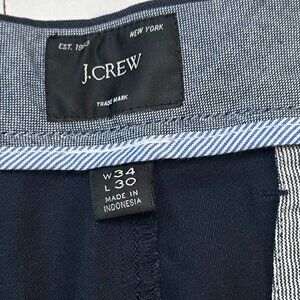 EST. 1983 NEW YORK
J.CREW
TRADE MARK
W 34
L 30
MADE IN
INDONESIA